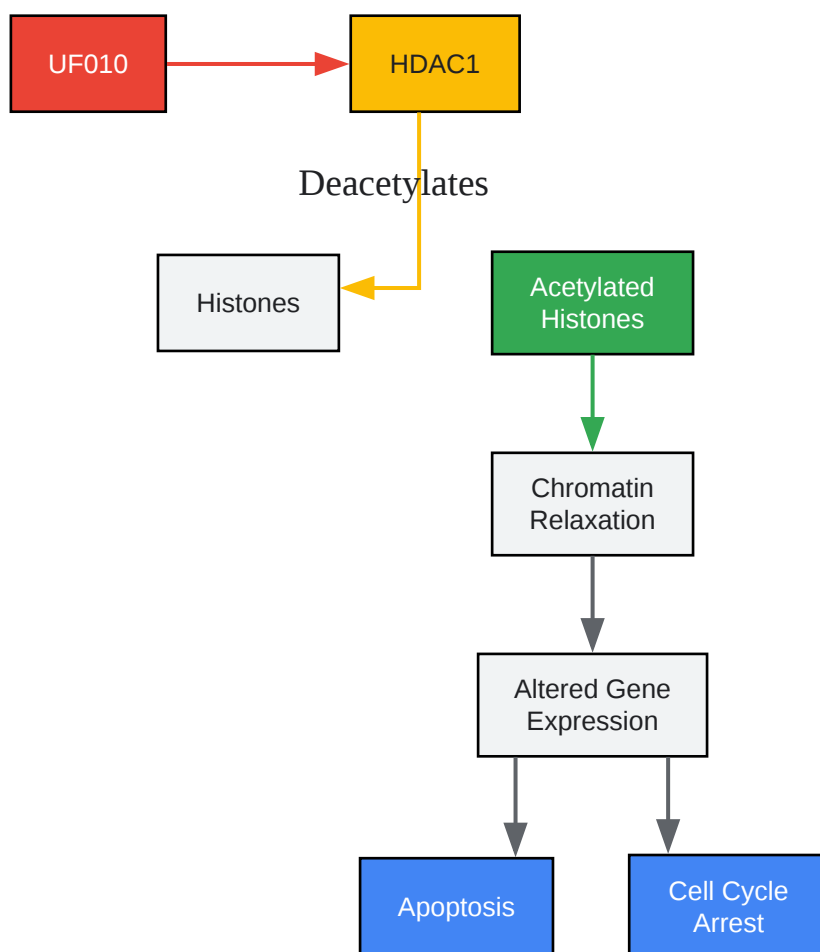 UF010
HDAC1
Deacetylates
Histones
Acetylated
Histones
Chromatin
Relaxation
Altered Gene
Expression
Apoptosis
Cell Cycle
Arrest